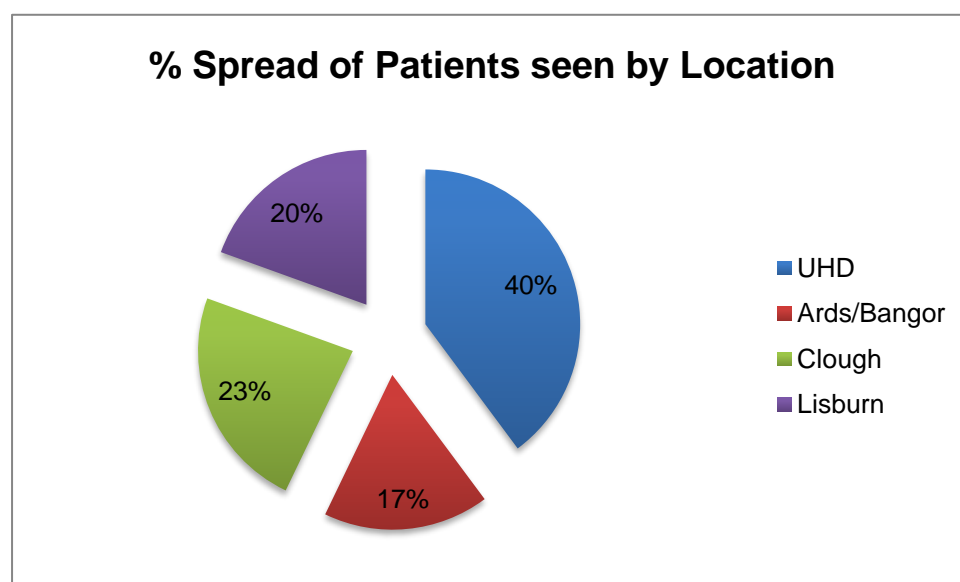 % Spread of Patients seen by Location
20%
40%
23%
17%
UHD
Ards/Bangor
Clough
Lisburn